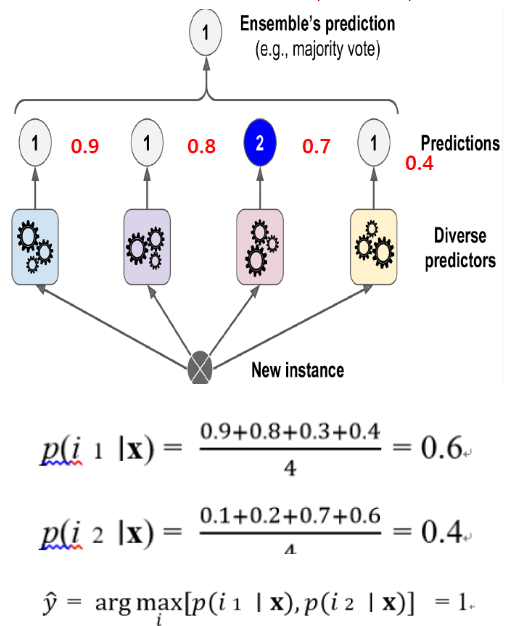 Ensemble's prediction
1
(e.g., majority vote)
1 0.9 1 0.8 2 0.7 1 Predictions
0.4
Diverse
predictors
New instance
p(i 1 |x) = 0.9+0.8+0.3+0.4 / 4 = 0.6
p(i 2 |x) = 0.1+0.2+0.7+0.6 / 4 = 0.4
ŷ = arg max i [p(i 1 | x), p(i 2 | x)] = 1.